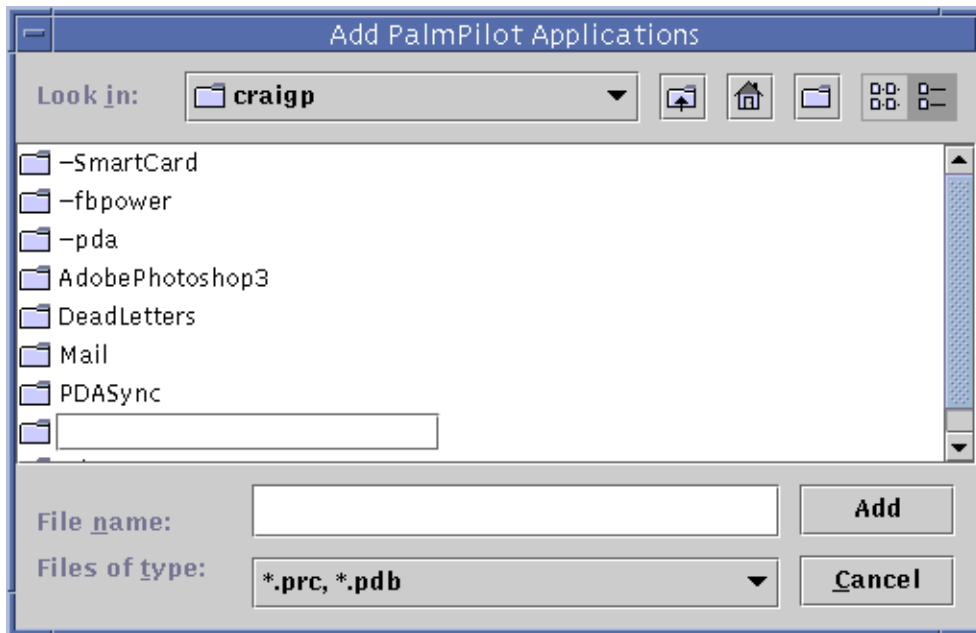 Add PalmPilot Applications
Look in: craigp
–SmartCard
–fbpower
–pda
AdobePhotoshop3
DeadLetters
Mail
PDASync
File name:
Add
Files of type: *.prc, *.pdb
Cancel